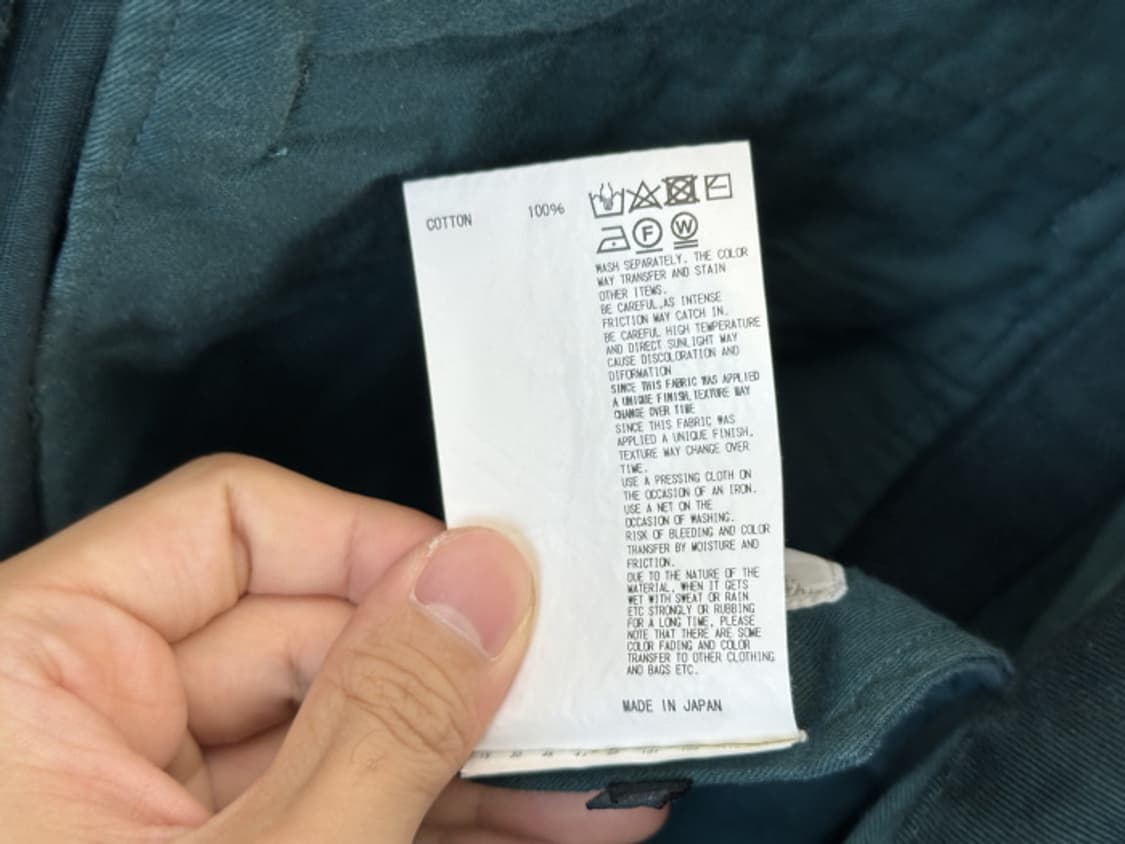 COTTON 100%
F W
WASH SEPARATELY. THE COLOR
MAY TRANSFER AND STAIN
OTHER ITEMS.
BE CAREFUL,AS INTENSE
FRICTION MAY CATCH IN.
BE CAREFUL HIGH TEMPERATURE
AND DIRECT SUNLIGHT MAY
CAUSE DISCOLORATION AND
DIFORMATION
SINCE THIS FABRIC WAS APPLIED
A UNIQUE FINISH,TEXTURE MAY
CHANGE OVER TIME
SINCE THIS FABRIC WAS
APPLIED A UNIQUE FINISH,
TEXTURE MAY CHANGE OVER
TIME.
USE A PRESSING CLOTH ON
THE OCCASION OF AN IRON.
USE A NET ON THE
OCCASION OF WASHING.
RISK OF BLEEDING AND COLOR
TRANSFER BY MOISTURE AND
FRICTION.
DUE TO THE NATURE OF THE
MATERIAL, WHEN IT GETS
WET WITH SWEAT OR RAIN
ETC STRONGLY OR RUBBING
FOR A LONG TIME, PLEASE
NOTE THAT THERE ARE SOME
COLOR FADING AND COLOR
TRANSFER TO OTHER CLOTHING
AND BAGS ETC.
MADE IN JAPAN